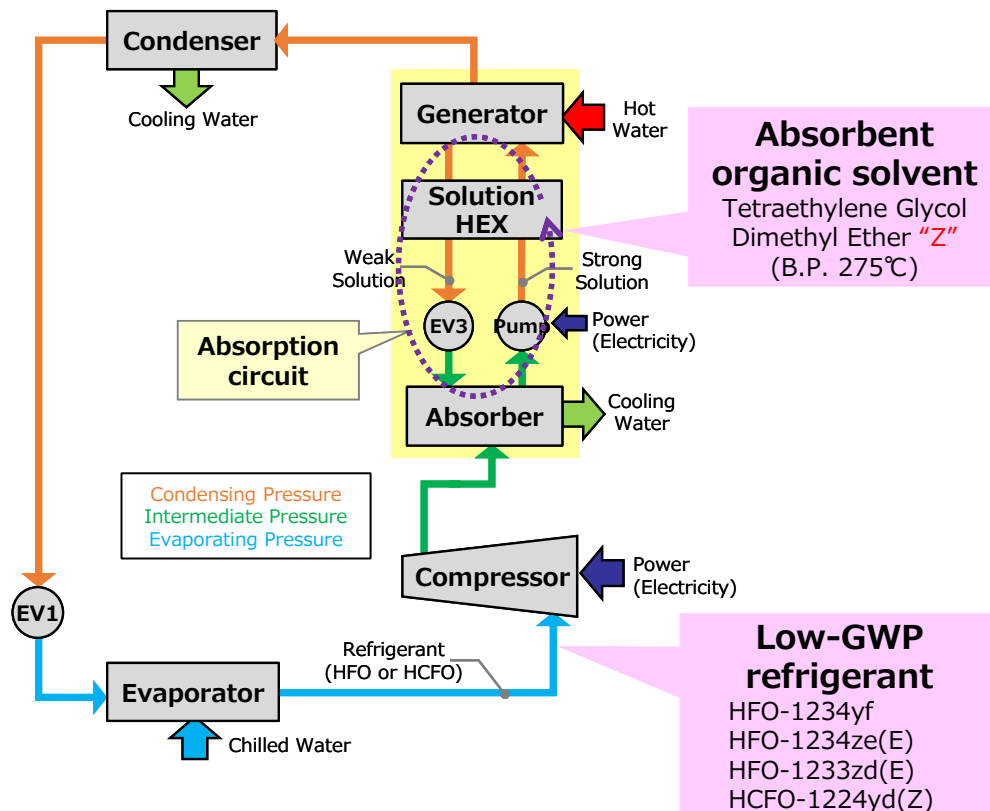 Condenser
Cooling Water
Generator
Hot
Water
Solution
HEX
Absorbent
organic solvent
Tetraethylene Glycol
Dimethyl Ether “Z”
(B.P. 275℃)
Weak
Solution
Strong
Solution
EV3
Pump
Power
(Electricity)
Absorption
circuit
Absorber
Cooling
Water
Condensing Pressure
Intermediate Pressure
Evaporating Pressure
Compressor
Power
(Electricity)
EV1
Refrigerant
(HFO or HCFO)
Evaporator
Chilled Water
Low-GWP
refrigerant
HFO-1234yf
HFO-1234ze(E)
HFO-1233zd(E)
HCFO-1224yd(Z)